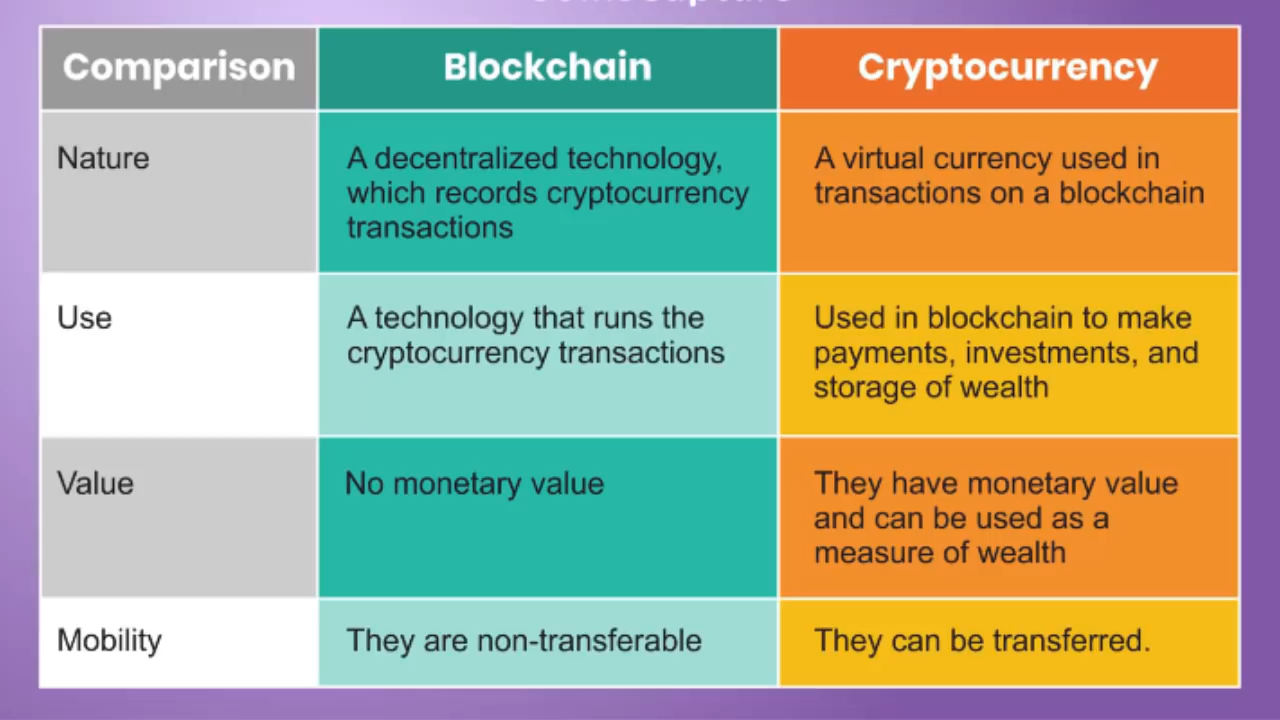 Comparison
Blockchain
Cryptocurrency
Nature
A decentralized technology,
which records cryptocurrency
transactions
A virtual currency used in
transactions on a blockchain
Use
A technology that runs the
cryptocurrency transactions
Used in blockchain to make
payments, investments, and
storage of wealth
Value
No monetary value
They have monetary value
and can be used as a
measure of wealth
Mobility
They are non-transferable
They can be transferred.